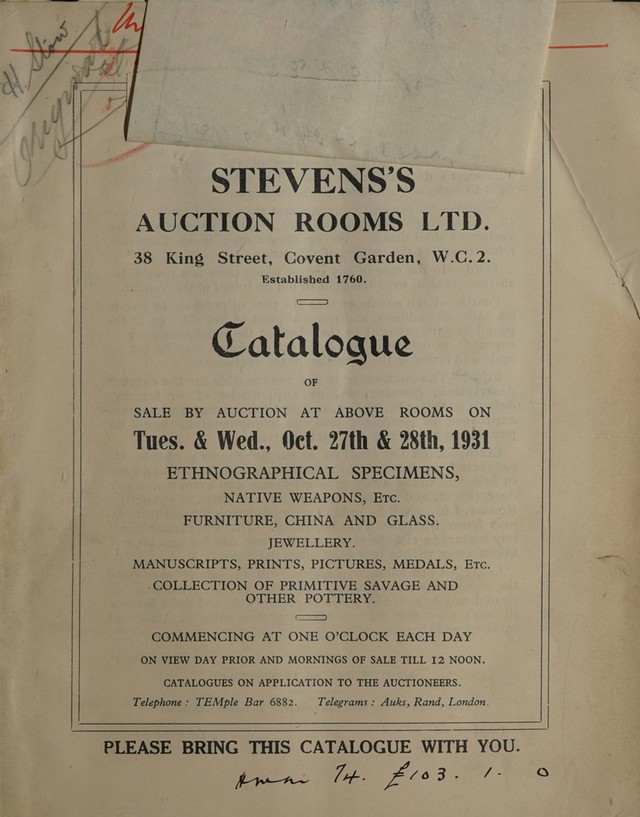 H. Slow
STEVENS'S
AUCTION ROOMS LTD.
38 King Street, Covent Garden, W.C.2.
Established 1760.
Catalogue
OF
SALE BY AUCTION AT ABOVE ROOMS ON
Tues. & Wed., Oct. 27th & 28th, 1931
ETHNOGRAPHICAL SPECIMENS,
NATIVE WEAPONS, ETC.
FURNITURE, CHINA AND GLASS.
JEWELLERY.
MANUSCRIPTS, PRINTS, PICTURES, MEDALS, ETC.
COLLECTION OF PRIMITIVE SAVAGE AND
OTHER POTTERY.
COMMENCING AT ONE O'CLOCK EACH DAY
ON VIEW DAY PRIOR AND MORNINGS OF SALE TILL 12 NOON.
CATALOGUES ON APPLICATION TO THE AUCTIONEERS.
Telephone : TEMple Bar 6882. Telegrams : Auks, Rand, London.
PLEASE BRING THIS CATALOGUE WITH YOU.
74. £103. 1. 0